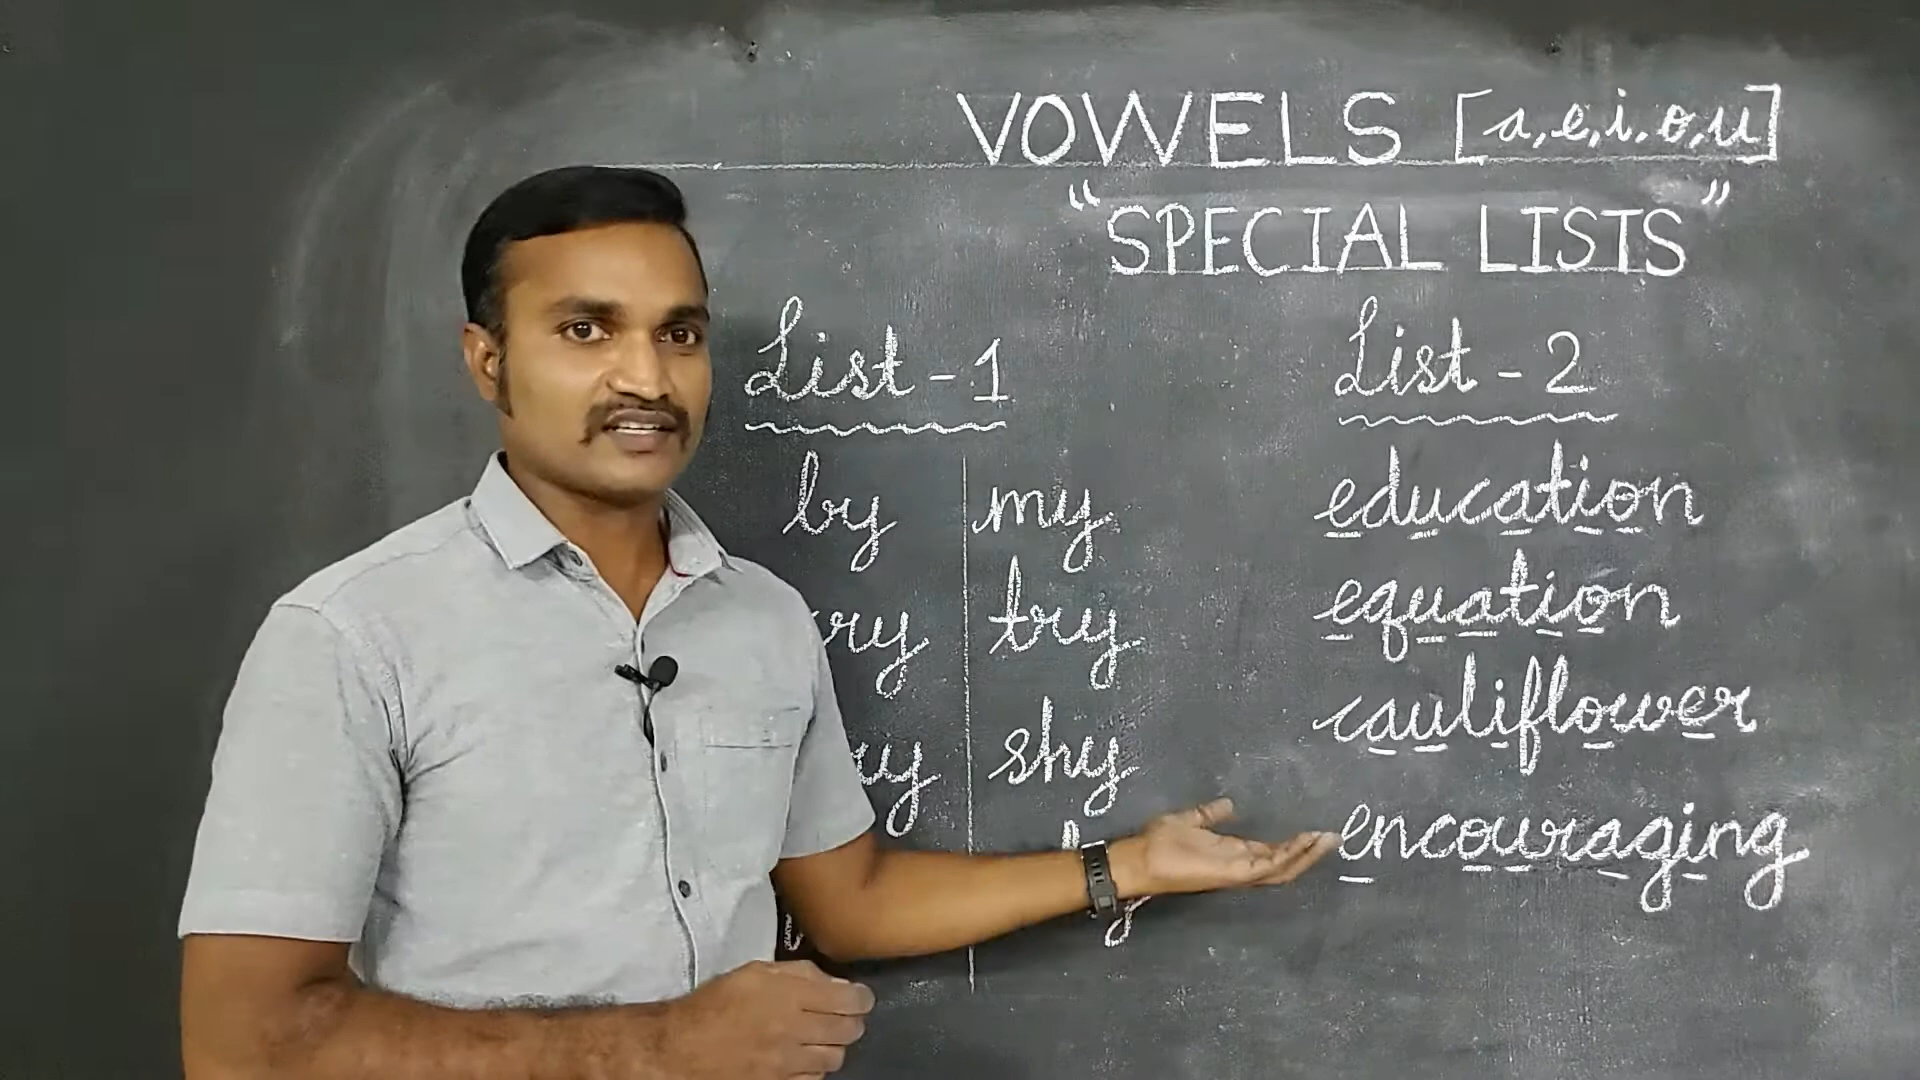 VOWELS [a, e, i, o, u]
"SPECIAL LISTS"
List - 1
by my
try
shy
List - 2
education
equation
cauliflower
encouraging